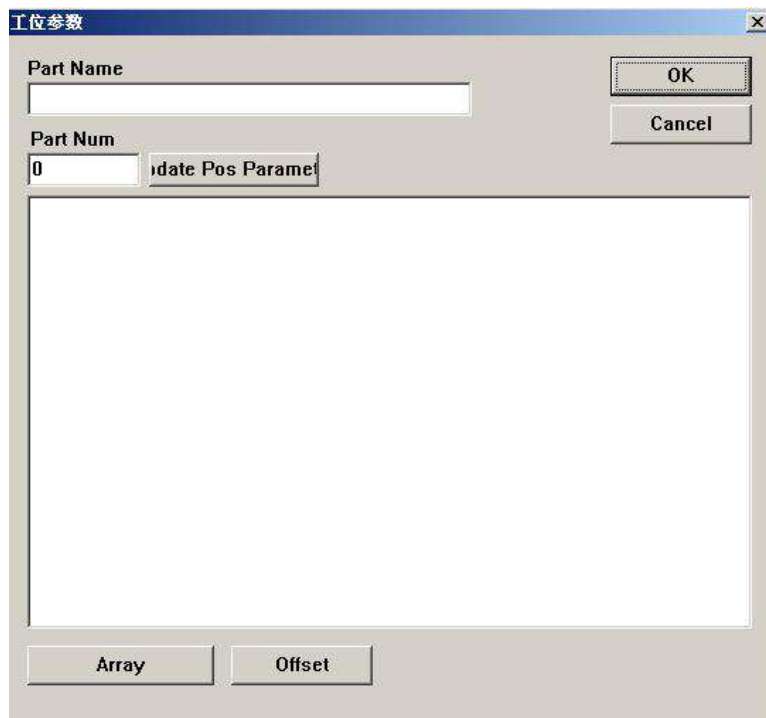 工位参数
Part Name
OK
Cancel
Part Num
0
date Pos Paramet
Array
Offset